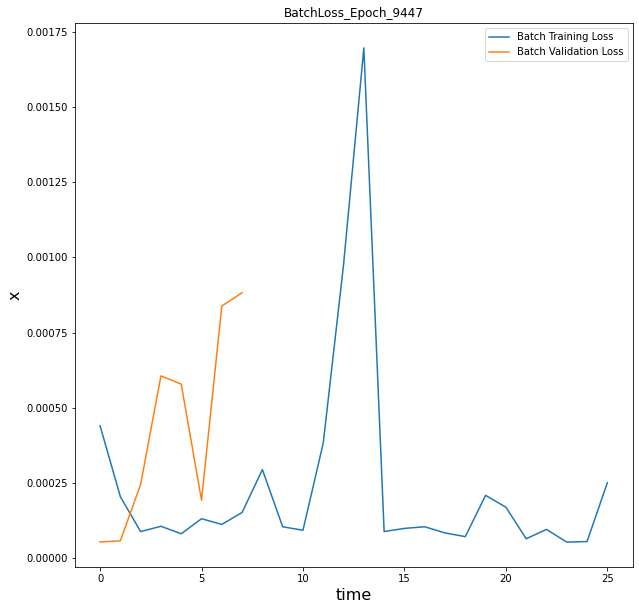 BatchLoss_Epoch_9447
Batch Training Loss
Batch Validation Loss
0.00175
0.00150
0.00125
0.00100
0.00075
0.00050
0.00025
0.00000
x
0 5 10 15 20 25
time